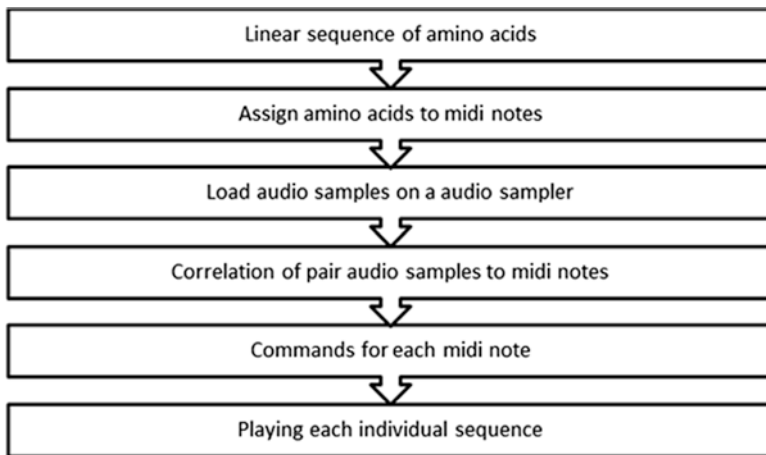 Linear sequence of amino acids
Assign amino acids to midi notes
Load audio samples on a audio sampler
Correlation of pair audio samples to midi notes
Commands for each midi note
Playing each individual sequence